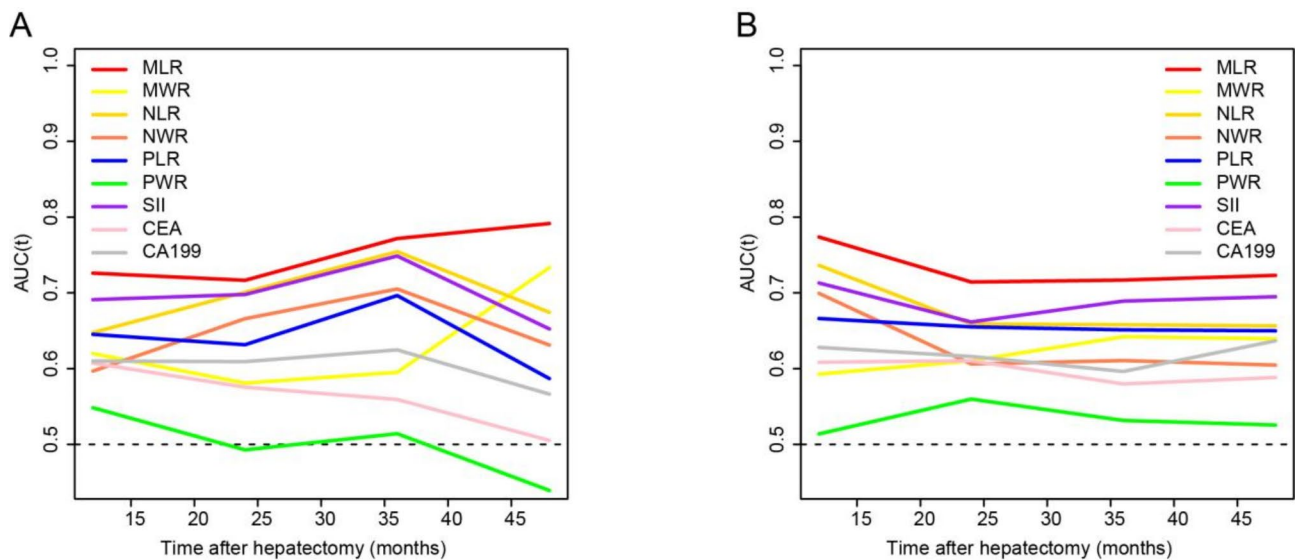 A
AUC(t)
1.0
0.9
0.8
0.7
0.6
0.5
MLR
MWR
NLR
NWR
PLR
PWR
SII
CEA
CA199
15 20 25 30 35 40 45
Time after hepatectomy (months)
B
AUC(t)
1.0
0.9
0.8
0.7
0.6
0.5
MLR
MWR
NLR
NWR
PLR
PWR
SII
CEA
CA199
15 20 25 30 35 40 45
Time after hepatectomy (months)